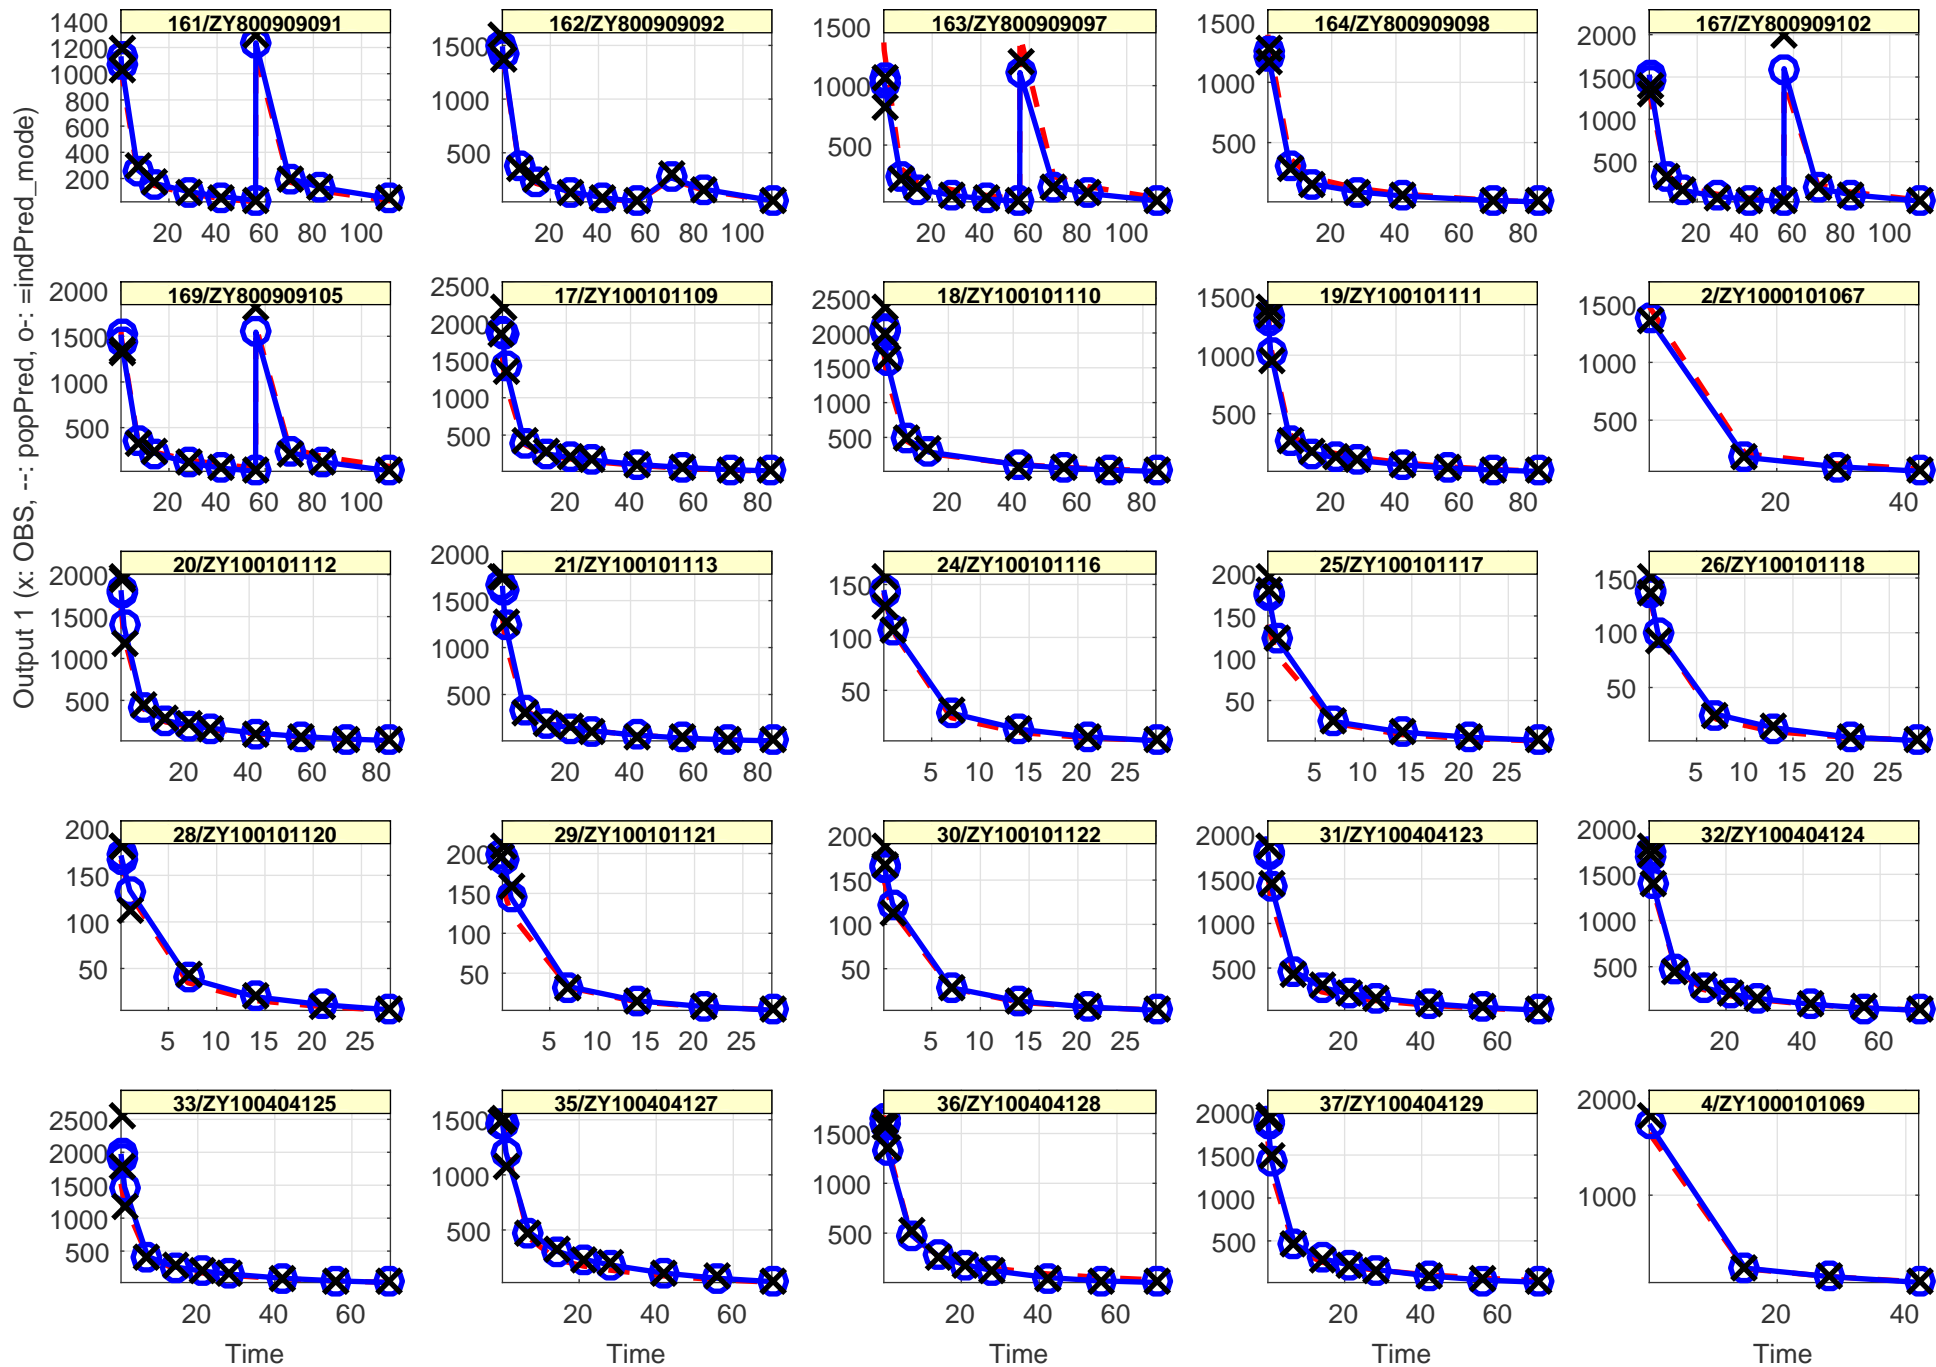 Output 1 (x: OBS, --: popPred, o-: =indPred_mode)
161/ZY800909091
1400
1200
1000
800
600
400
200
20 40 60 80 100
162/ZY800909092
1500
1000
500
20 40 60 80 100
163/ZY800909097
1500
1000
500
20 40 60 80 100
164/ZY800909098
1500
1000
500
20 40 60 80
167/ZY800909102
2000
1500
1000
500
20 40 60 80 100
169/ZY800909105
2000
1500
1000
500
20 40 60 80 100
17/ZY100101109
2500
2000
1500
1000
500
20 40 60 80
18/ZY100101110
2500
2000
1500
1000
500
20 40 60 80
19/ZY100101111
1500
1000
500
20 40 60 80
2/ZY1000101067
1500
1000
500
20 40
20/ZY100101112
2000
1500
1000
500
20 40 60 80
21/ZY100101113
2000
1500
1000
500
20 40 60 80
24/ZY100101116
150
100
50
5 10 15 20 25
25/ZY100101117
200
150
100
50
5 10 15 20 25
26/ZY100101118
150
100
50
5 10 15 20 25
28/ZY100101120
200
150
100
50
5 10 15 20 25
29/ZY100101121
200
150
100
50
5 10 15 20 25
30/ZY100101122
200
150
100
50
5 10 15 20 25
31/ZY100404123
2000
1500
1000
500
20 40 60
32/ZY100404124
2000
1500
1000
500
20 40 60
33/ZY100404125
2500
2000
1500
1000
500
20 40 60
Time
35/ZY100404127
1500
1000
500
20 40 60
Time
36/ZY100404128
1500
1000
500
20 40 60
Time
37/ZY100404129
2000
1500
1000
500
20 40 60
Time
4/ZY1000101069
2000
1000
20 40
Time